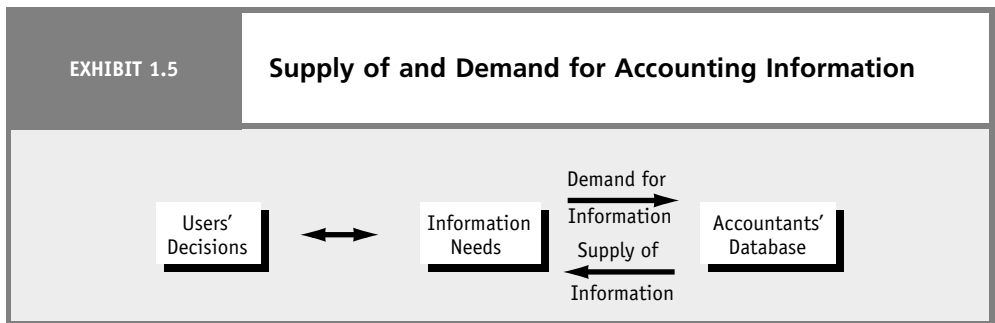 EXHIBIT 1.5
Supply of and Demand for Accounting Information
Users’
Decisions
Information
Needs
Demand for
Information
Supply of
Information
Accountants’
Database